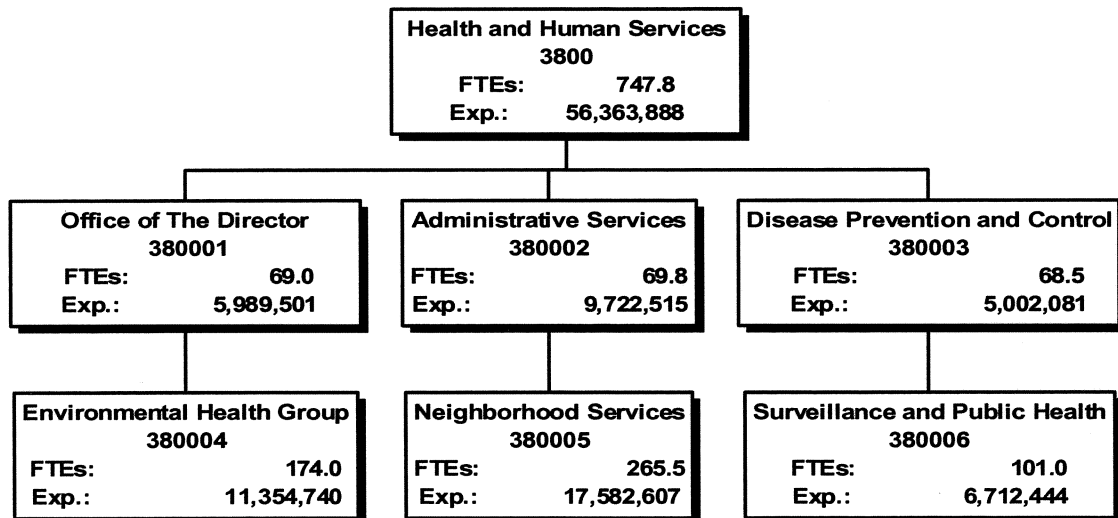 Health and Human Services
3800
FTEs: 747.8
Exp.: 56,363,888
Office of The Director
380001
FTEs: 69.0
Exp.: 5,989,501
Administrative Services
380002
FTEs: 69.8
Exp.: 9,722,515
Disease Prevention and Control
380003
FTEs: 68.5
Exp.: 5,002,081
Environmental Health Group
380004
FTEs: 174.0
Exp.: 11,354,740
Neighborhood Services
380005
FTEs: 265.5
Exp.: 17,582,607
Surveillance and Public Health
380006
FTEs: 101.0
Exp.: 6,712,444